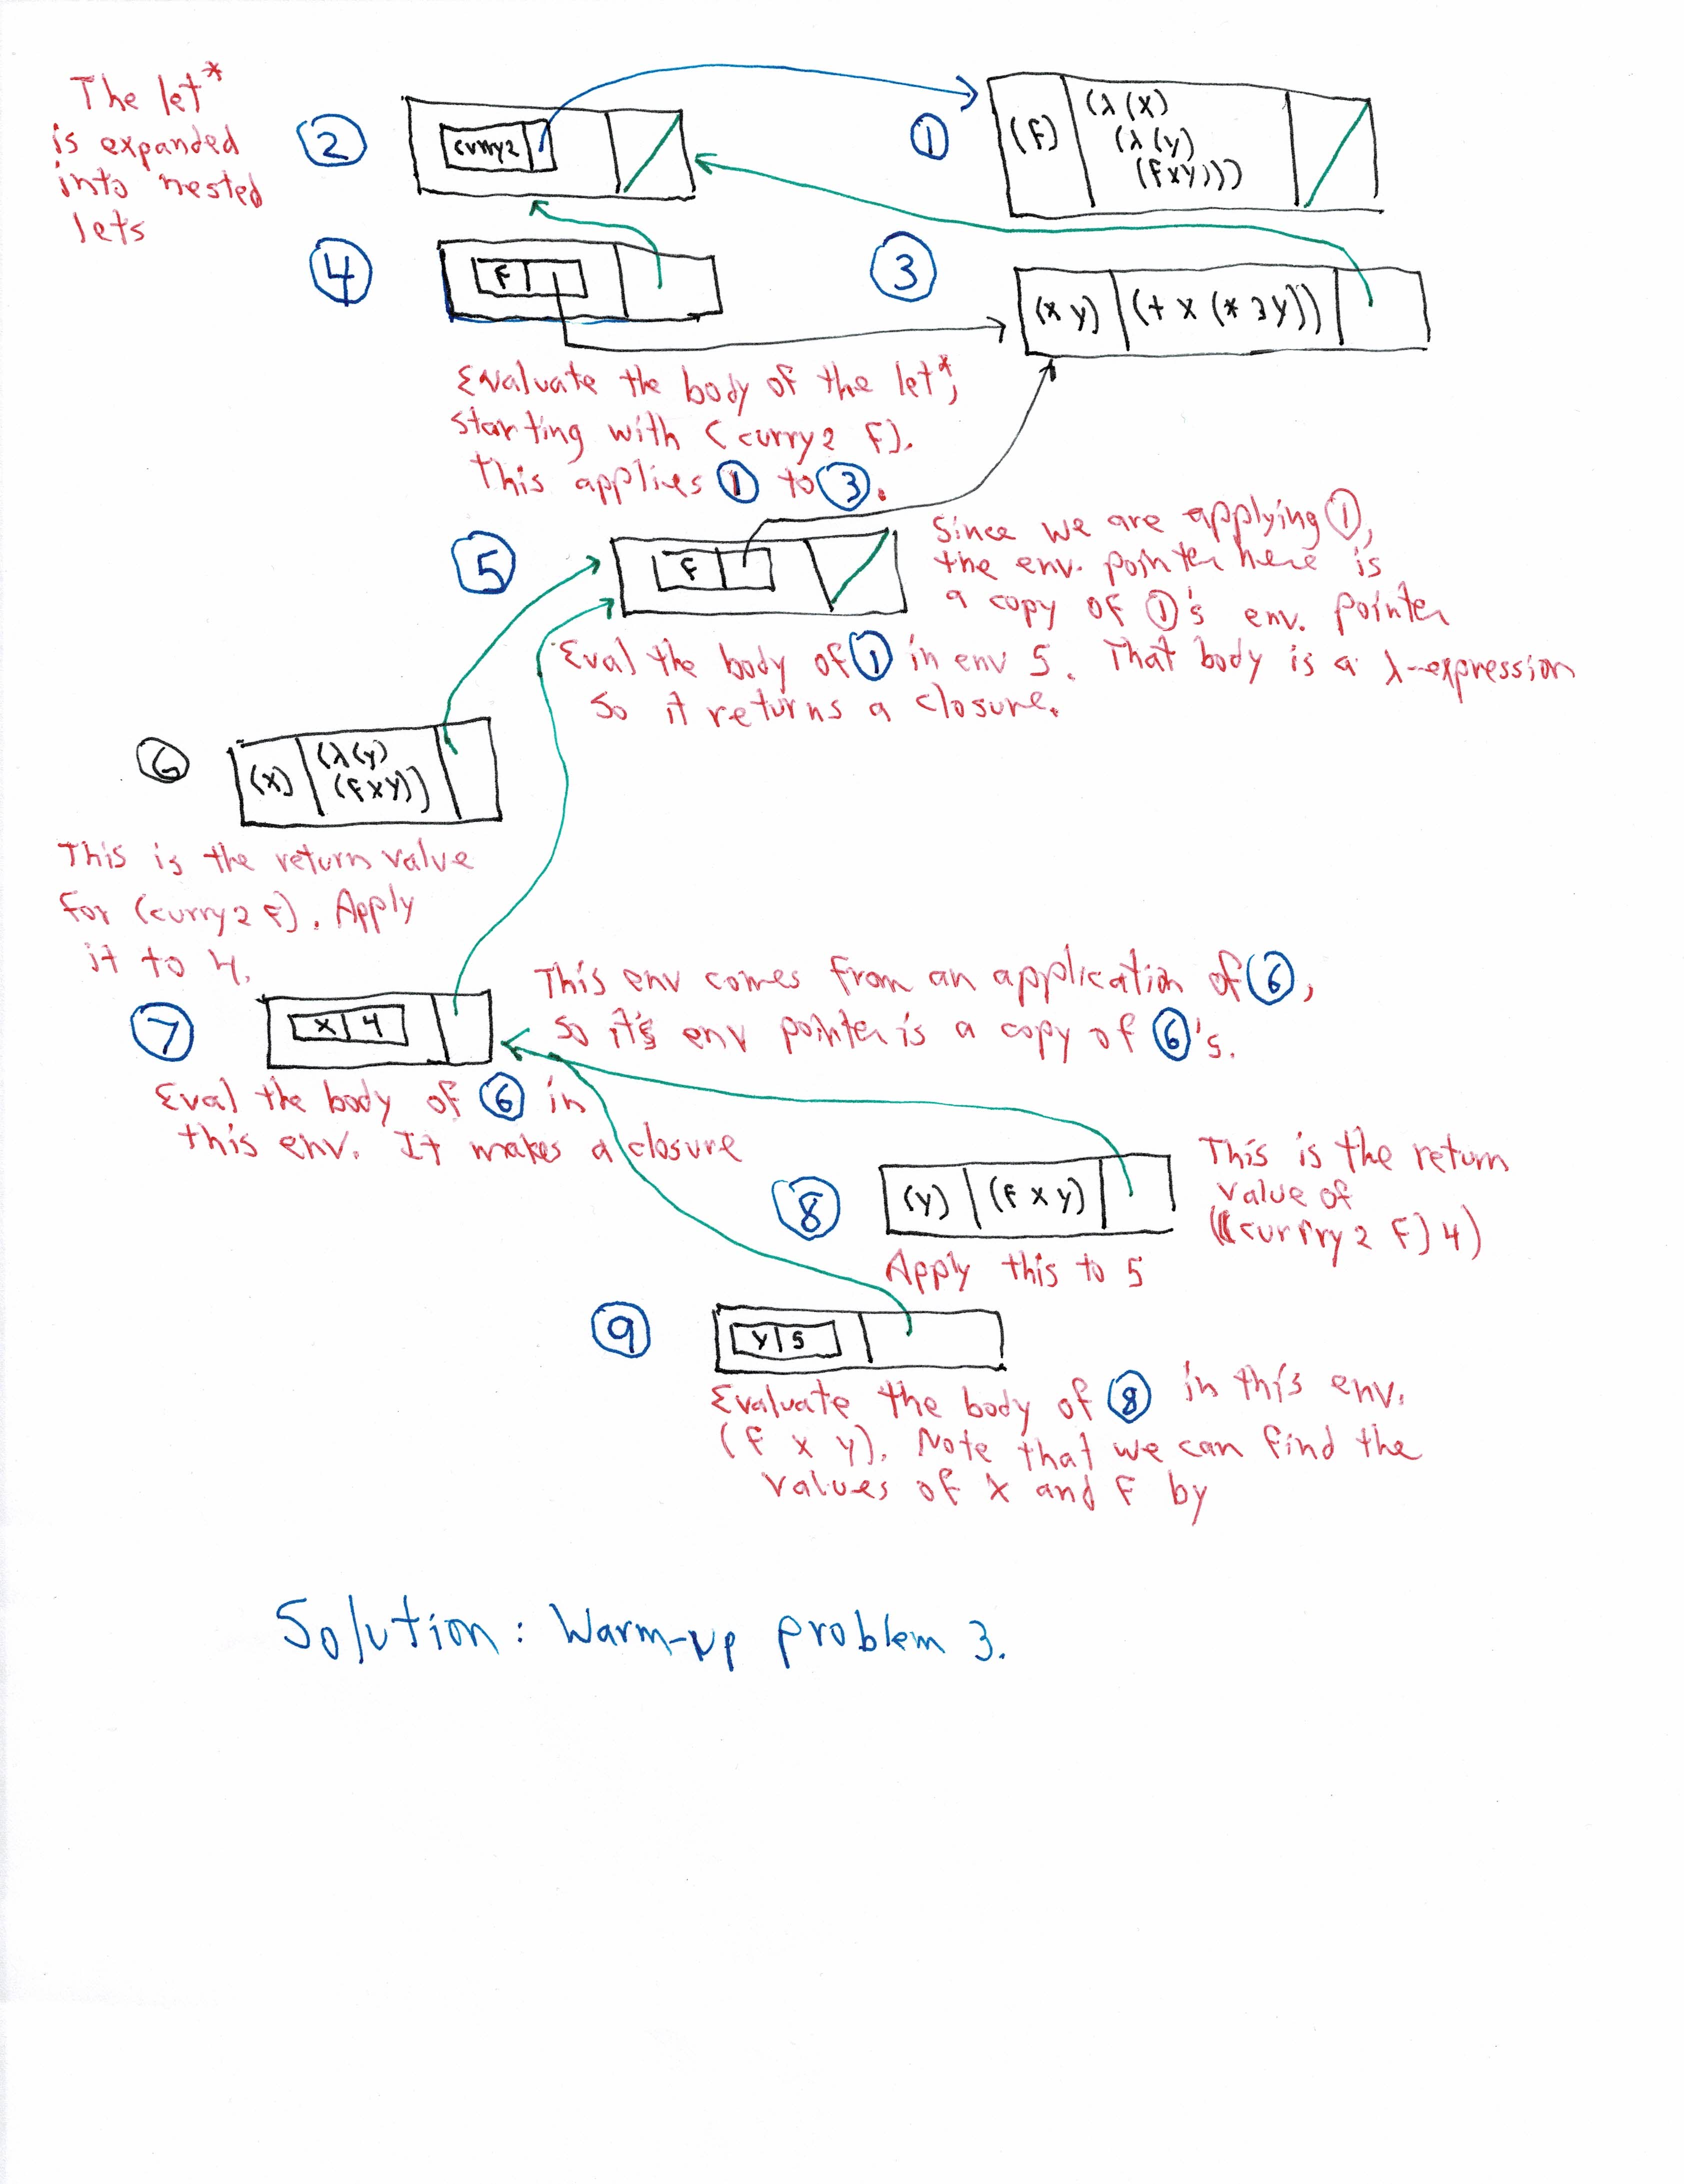 The let*
is expanded
into nested
lets
2
curry2
1
(f)
(λ (x)
(λ (y)
(f x y)))
4
f
3
(x y)
(+ x (* 3 y))
Evaluate the body of the let*,
starting with (curry2 f).
This applies 1 to 3.
5
f
Since we are applying 1,
the env. pointer here is
a copy of 1's env. pointer
Eval the body of 1 in env 5. That body is a λ-expression
so it returns a closure.
6
(x)
(λ (y)
(f x y))
This is the return value
for (curry2 f). Apply
it to 4.
7
x 4
This env comes from an application of 6,
so it's env pointer is a copy of 6's.
Eval the body of 6 in
this env. It makes a closure
8
(y)
(f x y)
This is the return
value of
((currry2 f) 4)
Apply this to 5
9
y 5
Evaluate the body of 8 in this env.
(f x y). Note that we can find the
values of x and f by
Solution: Warm-up problem 3.